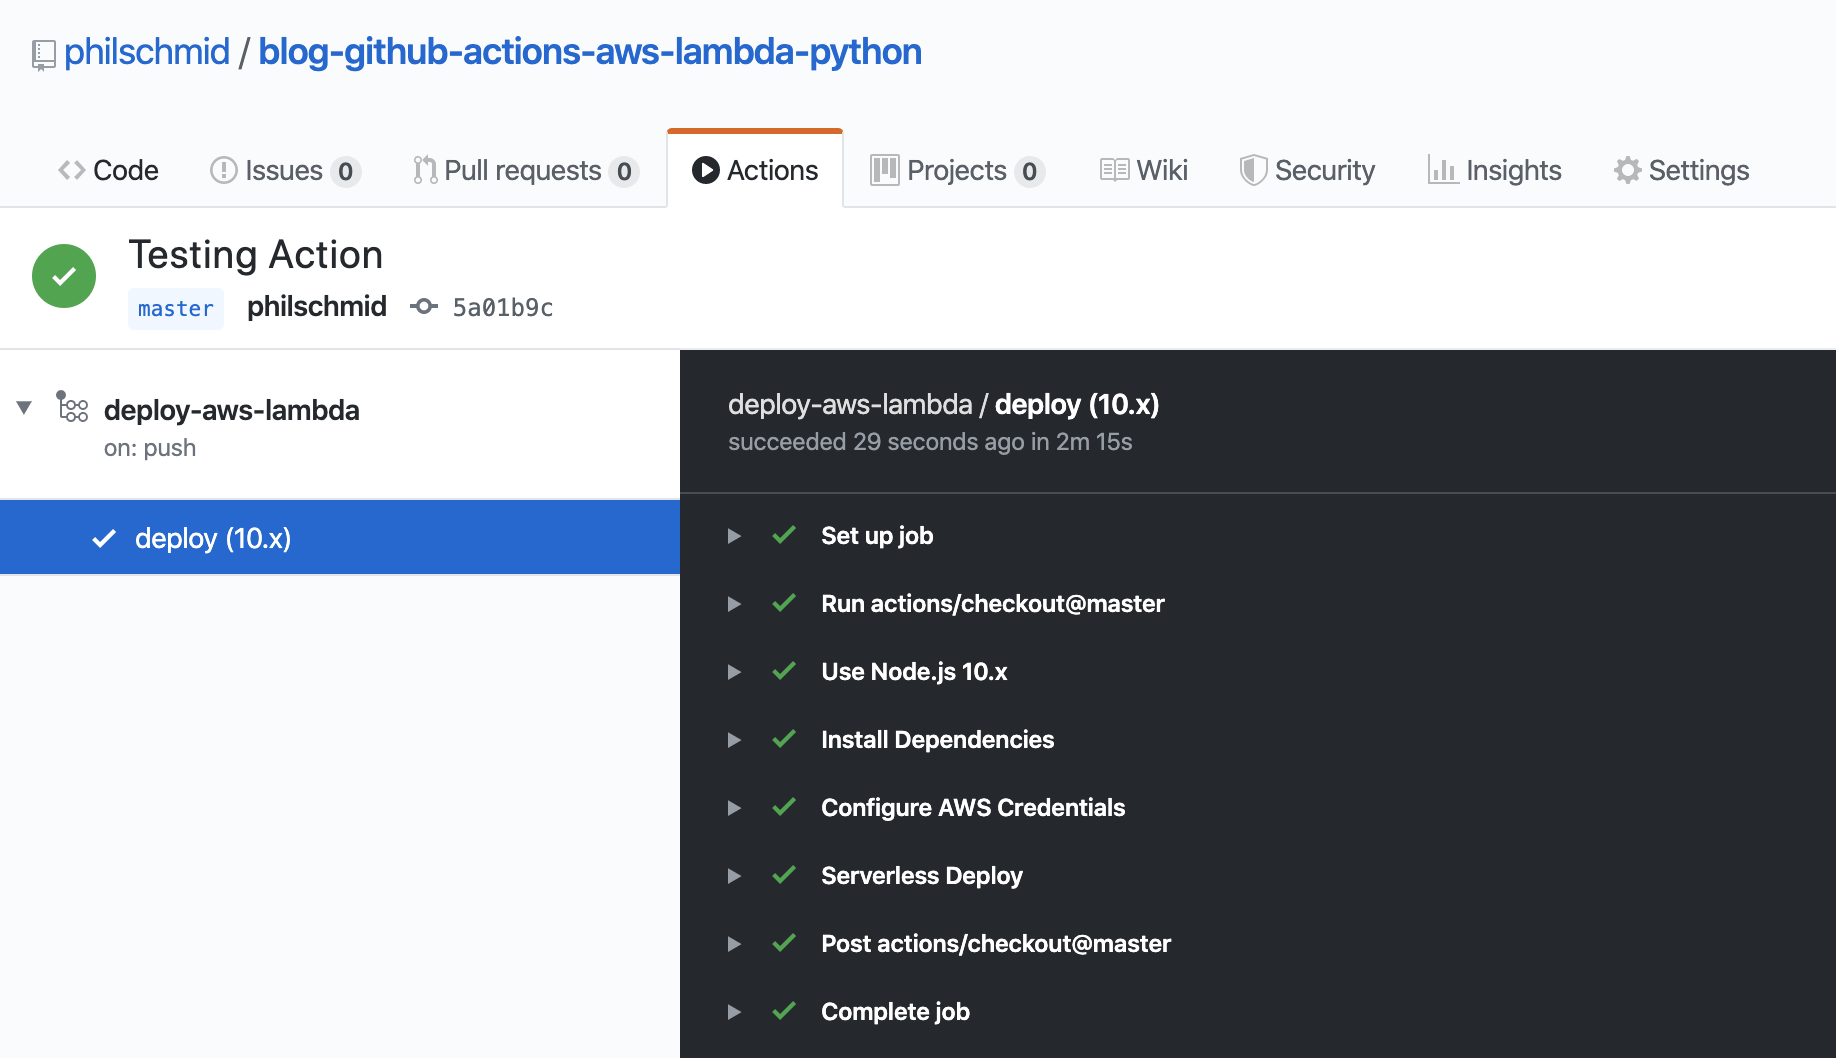 philschmid / blog-github-actions-aws-lambda-python
Code Issues 0 Pull requests 0 Actions Projects 0 Wiki Security Insights Settings
Testing Action
master philschmid 5a01b9c
deploy-aws-lambda
on: push
deploy (10.x)
deploy-aws-lambda / deploy (10.x)
succeeded 29 seconds ago in 2m 15s
Set up job
Run actions/checkout@master
Use Node.js 10.x
Install Dependencies
Configure AWS Credentials
Serverless Deploy
Post actions/checkout@master
Complete job